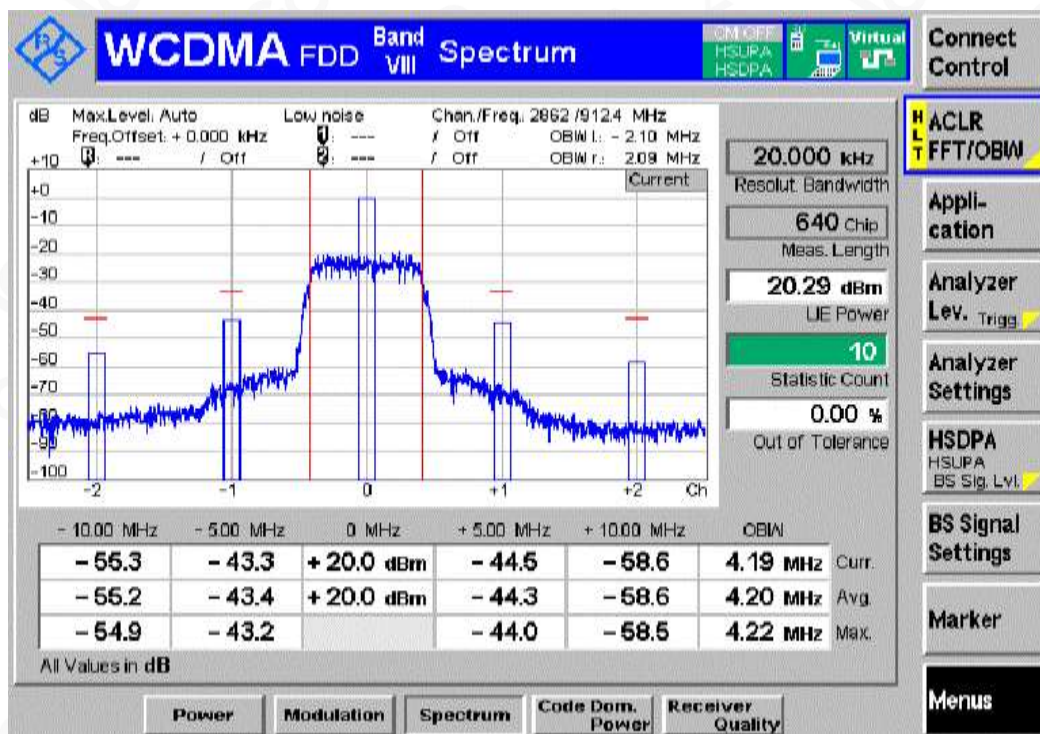 R S
WCDMA FDD Band VIII Spectrum
CM OFF
HSUPA
HSDPA
Virtual
Connect
Control
dB Max.Level: Auto Low noise Chan./Freq.: 2862 /912.4 MHz
Freq.Offset: + 0.000 kHz 1: --- / Off OBW l.: - 2.10 MHz
+10 R: --- / Off 2: --- / Off OBW r.: 2.09 MHz
Current
+0
-10
-20
-30
-40
-50
-60
-70
-80
-90
-100
-2 -1 0 +1 +2 Ch
20.000 kHz
Resolut. Bandwidth
640 Chip
Meas. Length
20.29 dBm
UE Power
10
Statistic Count
0.00 %
Out of Tolerance
HLT
ACLR
FFT/OBW
Appli-
cation
Analyzer
Lev. Trigg.
Analyzer
Settings
HSDPA
HSUPA
BS Sig. Lvl.
BS Signal
Settings
Marker
Menus
- 10.00 MHz - 5.00 MHz 0 MHz + 5.00 MHz + 10.00 MHz OBW
- 55.3 - 43.3 + 20.0 dBm - 44.5 - 58.6 4.19 MHz Curr.
- 55.2 - 43.4 + 20.0 dBm - 44.3 - 58.6 4.20 MHz Avg.
- 54.9 - 43.2 - 44.0 - 58.5 4.22 MHz Max.
All Values in dB
Power
Modulation
Spectrum
Code Dom.
Power
Receiver
Quality